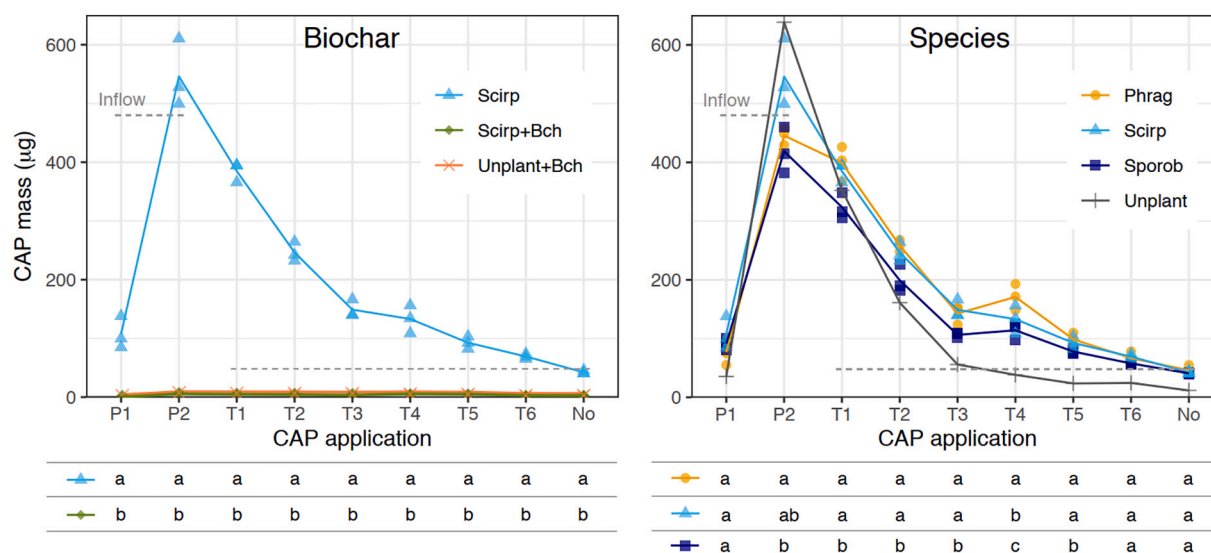 Biochar
600
400
200
0
CAP mass (µg)
Inflow
Scirp
Scirp+Bch
Unplant+Bch
P1 P2 T1 T2 T3 T4 T5 T6 No
CAP application
a a a a a a a a a
b b b b b b b b b
Species
600
400
200
0
Inflow
Phrag
Scirp
Sporob
Unplant
P1 P2 T1 T2 T3 T4 T5 T6 No
CAP application
a a a a a a a a a
a ab a a a b a a a
a b b b b c b a a